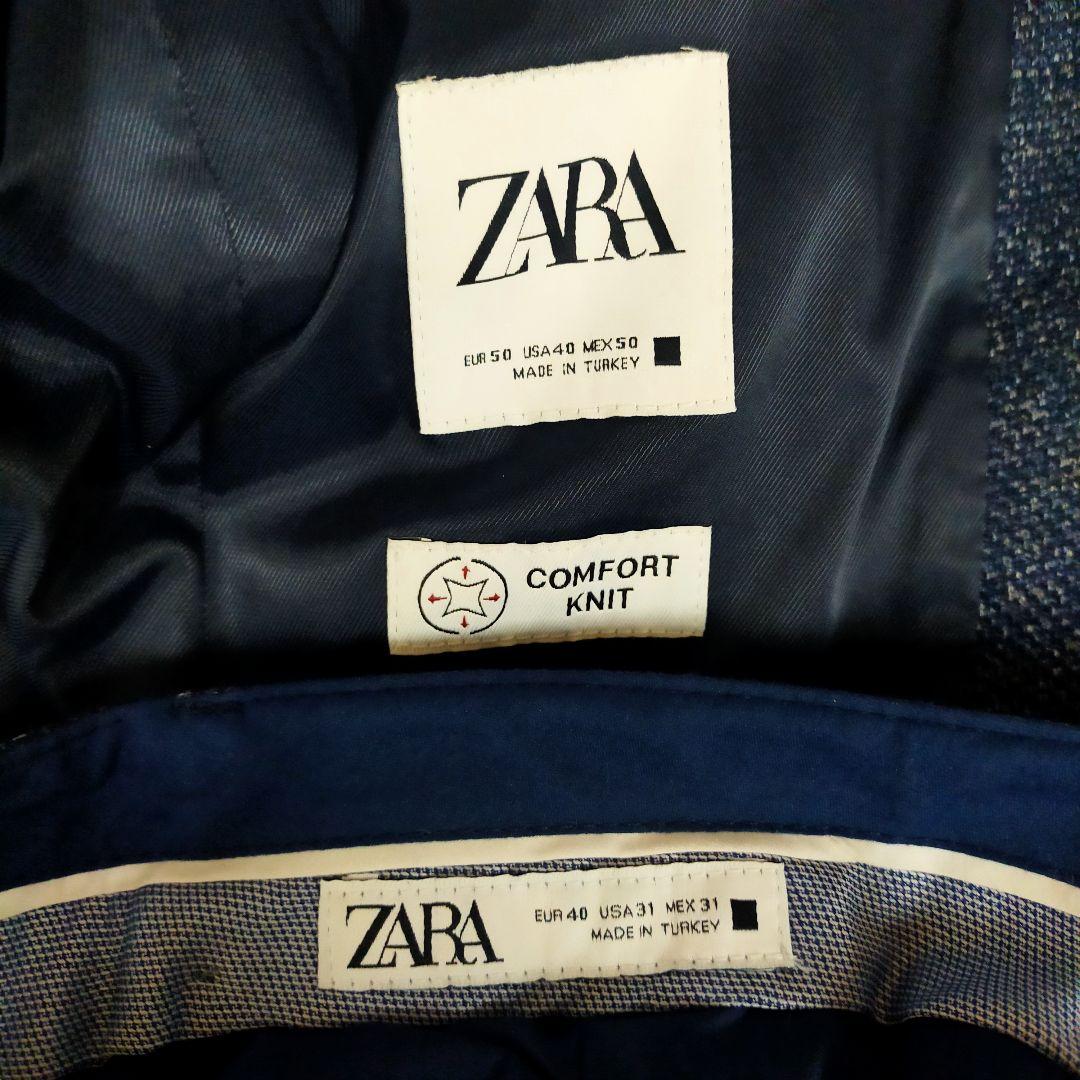 ZARA
EUR 50 USA 40 MEX 50
MADE IN TURKEY
COMFORT
KNIT
ZARA
EUR 40 USA 31 MEX 31
MADE IN TURKEY